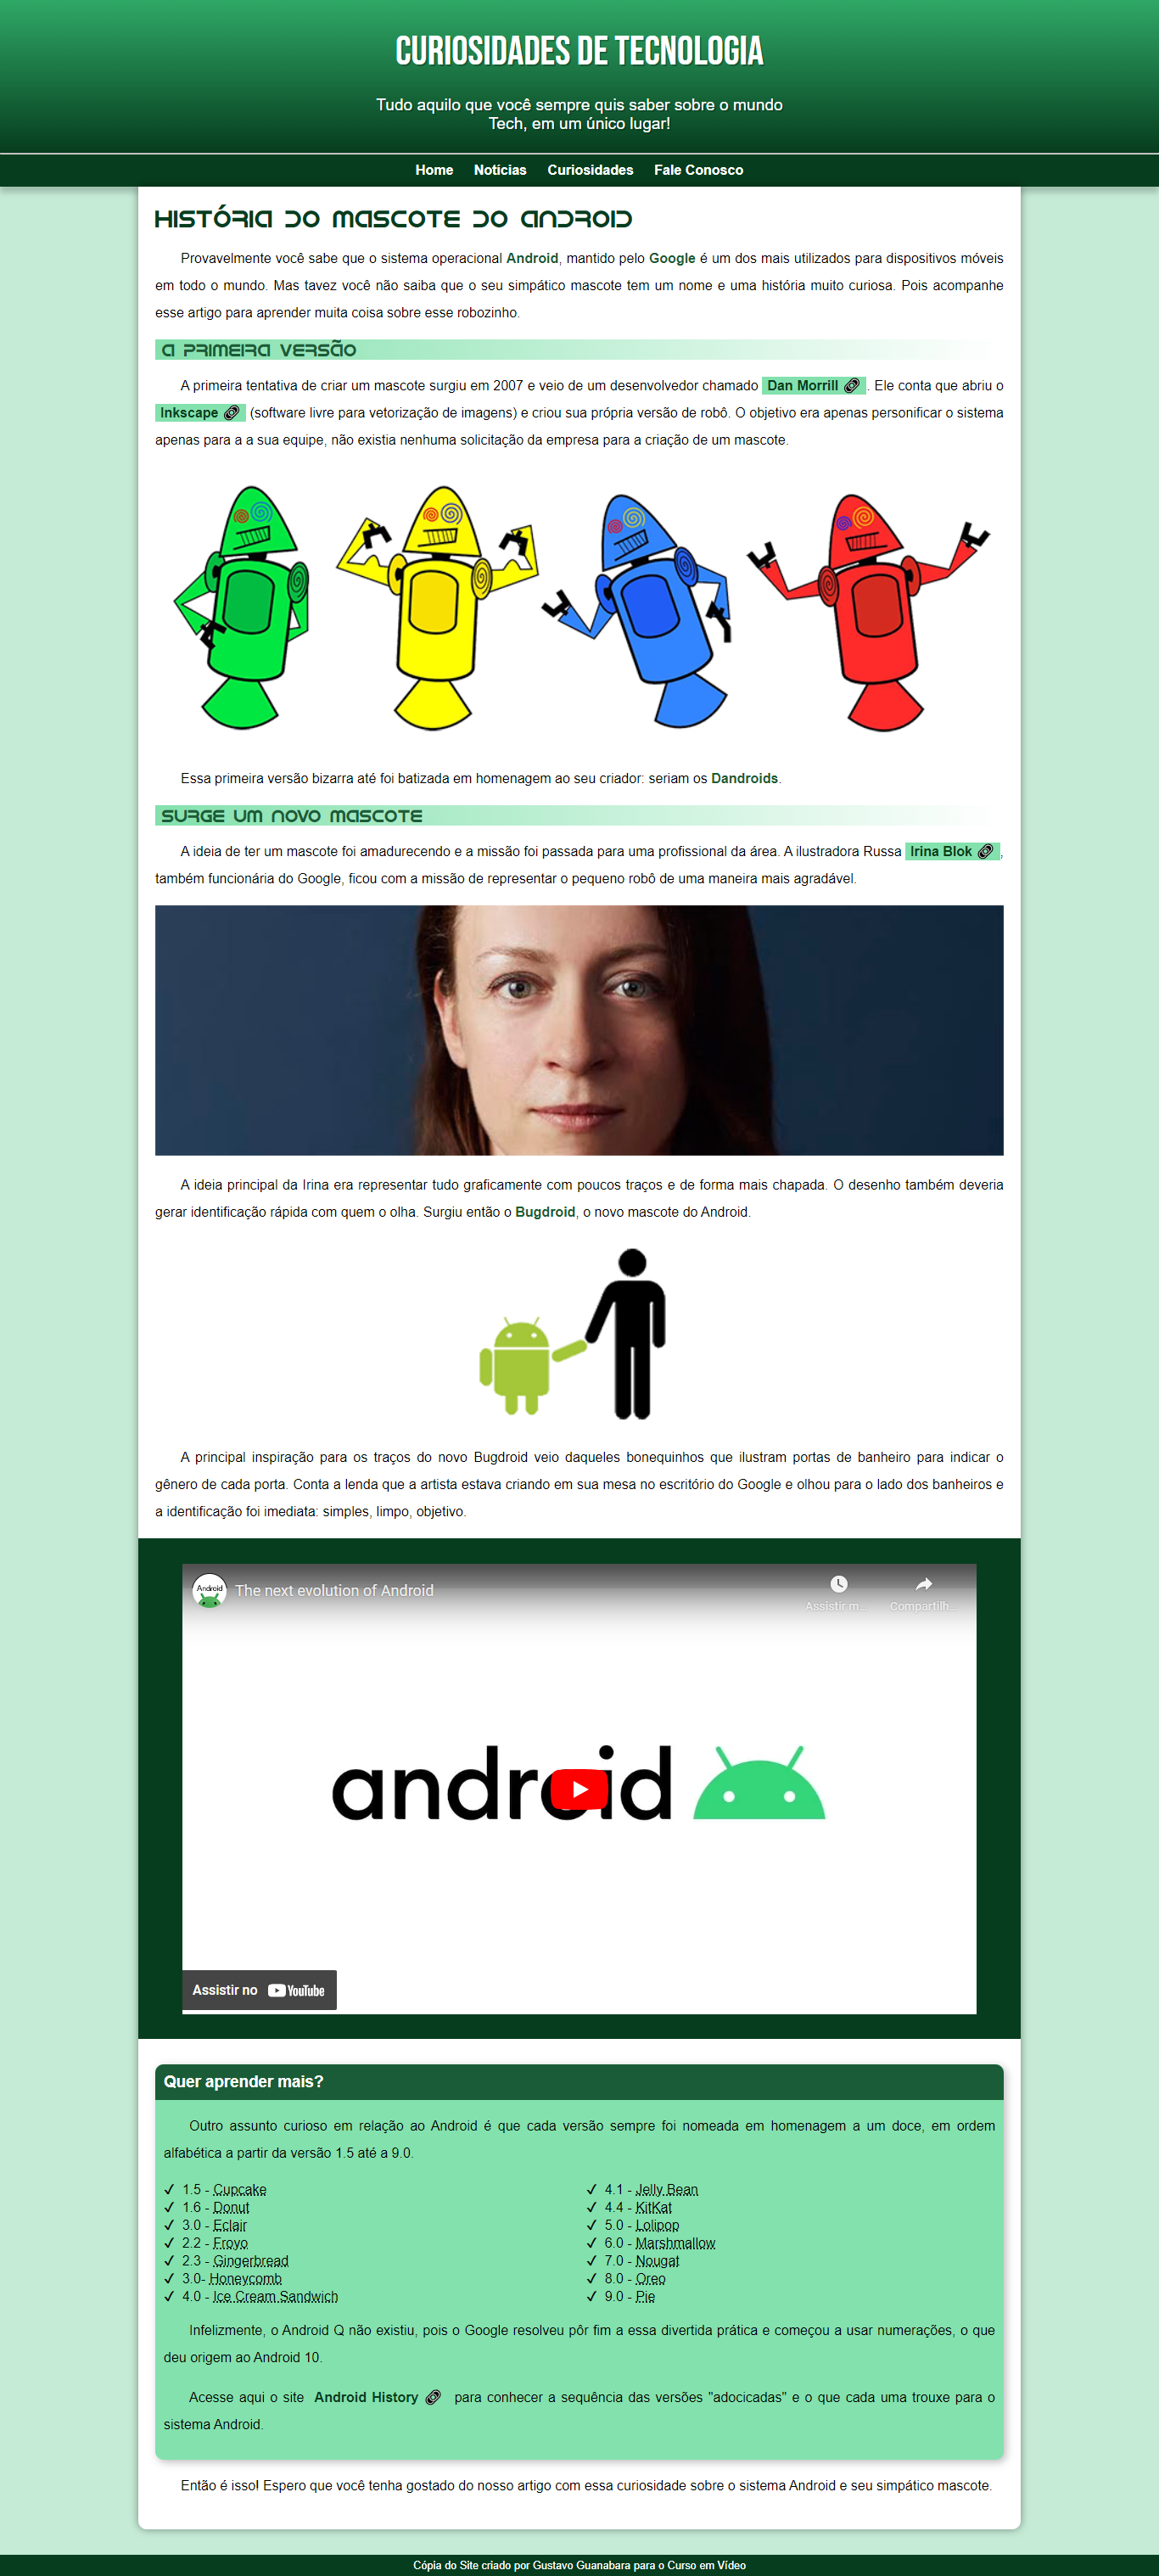 CURIOSIDADES DE TECNOLOGIA
Tudo aquilo que você sempre quis saber sobre o mundo
Tech, em um único lugar!
Home Notícias Curiosidades Fale Conosco
História do Mascote do Android
Provavelmente você sabe que o sistema operacional Android, mantido pelo Google é um dos mais utilizados para dispositivos móveis
em todo o mundo. Mas tavez você não saiba que o seu simpático mascote tem um nome e uma história muito curiosa. Pois acompanhe
esse artigo para aprender muita coisa sobre esse robozinho.
A primeira versão
A primeira tentativa de criar um mascote surgiu em 2007 e veio de um desenvolvedor chamado Dan Morrill. Ele conta que abriu o
Inkscape (software livre para vetorização de imagens) e criou sua própria versão de robô. O objetivo era apenas personificar o sistema
apenas para a a sua equipe, não existia nenhuma solicitação da empresa para a criação de um mascote.
Essa primeira versão bizarra até foi batizada em homenagem ao seu criador: seriam os Dandroids.
Surge um novo mascote
A ideia de ter um mascote foi amadurecendo e a missão foi passada para uma profissional da área. A ilustradora Russa Irina Blok,
também funcionária do Google, ficou com a missão de representar o pequeno robô de uma maneira mais agradável.
A ideia principal da Irina era representar tudo graficamente com poucos traços e de forma mais chapada. O desenho também deveria
gerar identificação rápida com quem o olha. Surgiu então o Bugdroid, o novo mascote do Android.
A principal inspiração para os traços do novo Bugdroid veio daqueles bonequinhos que ilustram portas de banheiro para indicar o
gênero de cada porta. Conta a lenda que a artista estava criando em sua mesa no escritório do Google e olhou para o lado dos banheiros e
a identificação foi imediata: simples, limpo, objetivo.
Android
The next evolution of Android
Assistir m...
Compartilh...
android
Assistir no YouTube
Quer aprender mais?
Outro assunto curioso em relação ao Android é que cada versão sempre foi nomeada em homenagem a um doce, em ordem
alfabética a partir da versão 1.5 até a 9.0.
✓ 1.5 - Cupcake
✓ 1.6 - Donut
✓ 3.0 - Eclair
✓ 2.2 - Froyo
✓ 2.3 - Gingerbread
✓ 3.0- Honeycomb
✓ 4.0 - Ice Cream Sandwich
✓ 4.1 - Jelly Bean
✓ 4.4 - KitKat
✓ 5.0 - Lolipop
✓ 6.0 - Marshmallow
✓ 7.0 - Nougat
✓ 8.0 - Oreo
✓ 9.0 - Pie
Infelizmente, o Android Q não existiu, pois o Google resolveu pôr fim a essa divertida prática e começou a usar numerações, o que
deu origem ao Android 10.
Acesse aqui o site Android History para conhecer a sequência das versões "adocicadas" e o que cada uma trouxe para o
sistema Android.
Então é isso! Espero que você tenha gostado do nosso artigo com essa curiosidade sobre o sistema Android e seu simpático mascote.
Cópia do Site criado por Gustavo Guanabara para o Curso em Vídeo